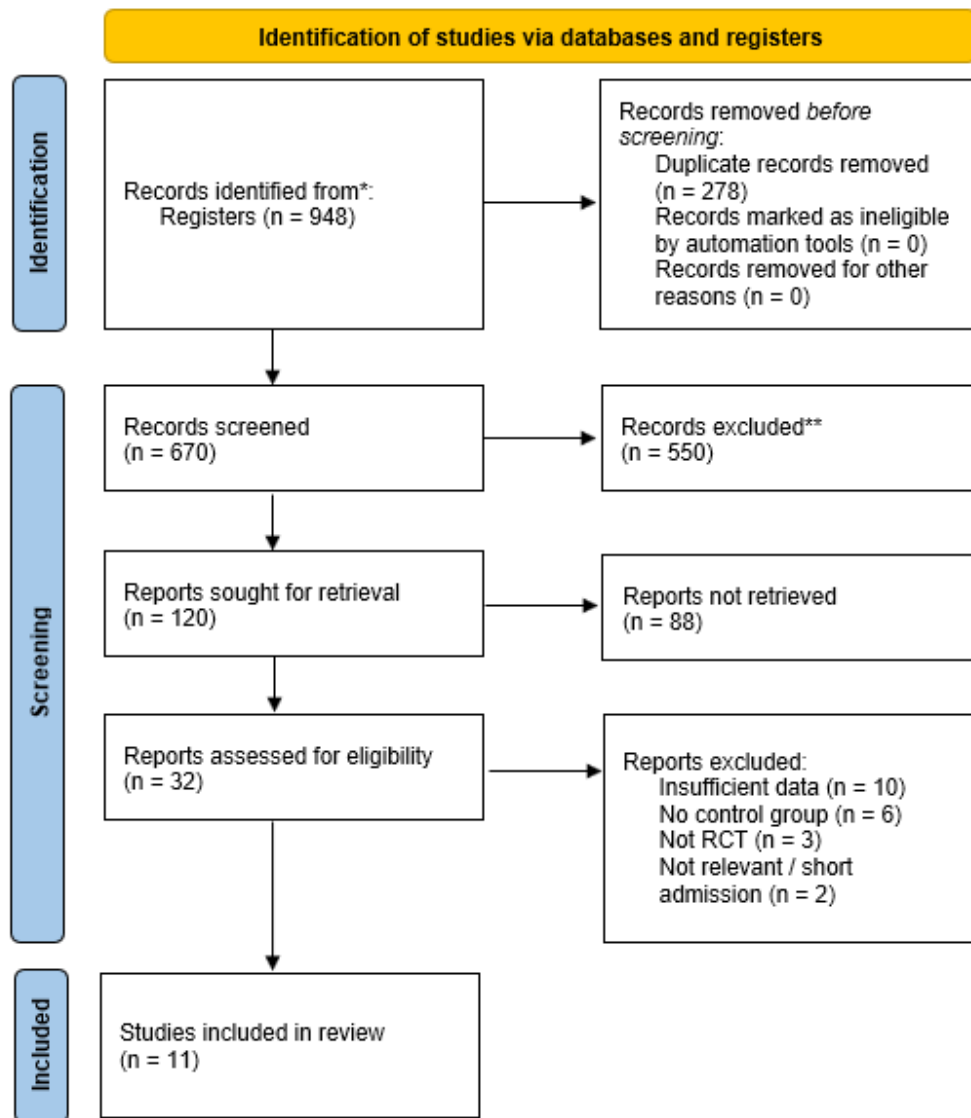 Identification of studies via databases and registers
Identification
Records identified from*:
Registers (n = 948)
Records removed before
screening:
Duplicate records removed
(n = 278)
Records marked as ineligible
by automation tools (n = 0)
Records removed for other
reasons (n = 0)
Screening
Records screened
(n = 670)
Records excluded**
(n = 550)
Reports sought for retrieval
(n = 120)
Reports not retrieved
(n = 88)
Reports assessed for eligibility
(n = 32)
Reports excluded:
Insufficient data (n = 10)
No control group (n = 6)
Not RCT (n = 3)
Not relevant / short
admission (n = 2)
Included
Studies included in review
(n = 11)